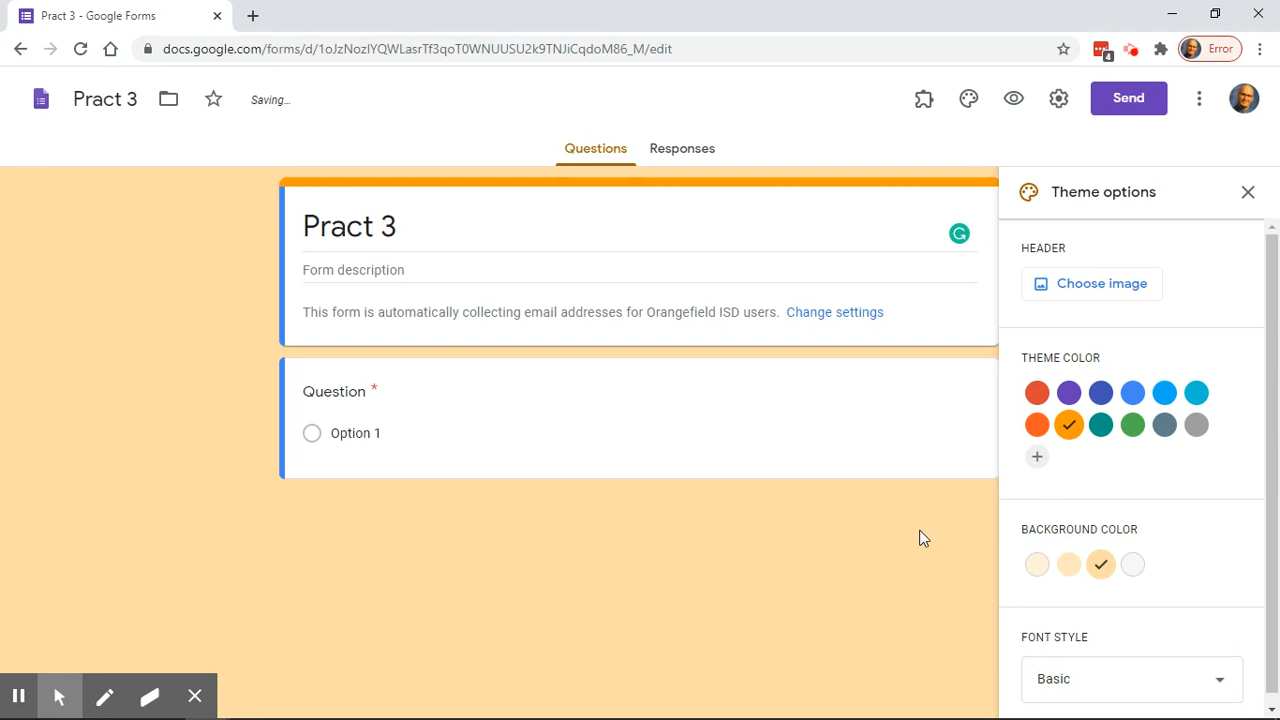 Pract 3 - Google Forms
docs.google.com/forms/d/1oJzNozlYQWLasrTf3qoT0WNUUSU2k9TNJiCqdoM86_M/edit
4
Error
Pract 3
Saving...
Send
Questions
Responses
Pract 3
Form description
This form is automatically collecting email addresses for Orangefield ISD users. Change settings
Question *
Option 1
Theme options
HEADER
Choose image
THEME COLOR
BACKGROUND COLOR
FONT STYLE
Basic